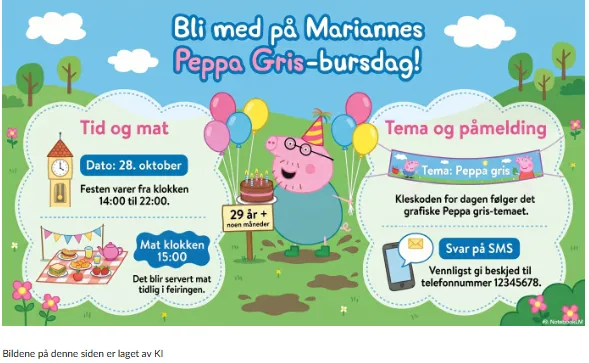 Bli med på Mariannes
Peppa Gris-bursdag!
Tid og mat
Dato: 28. oktober
Festen varer fra klokken
14:00 til 22:00.
Mat klokken
15:00
Det blir servert mat
tidlig i feiringen.
29 år +
noen måneder
Tema og påmelding
Tema: Peppa gris
Kleskoden for dagen følger det
grafiske Peppa gris-temaet.
Svar på SMS
Vennligst gi beskjed til
telefonnummer 12345678.
NotebookLM
Bildene på denne siden er laget av KI